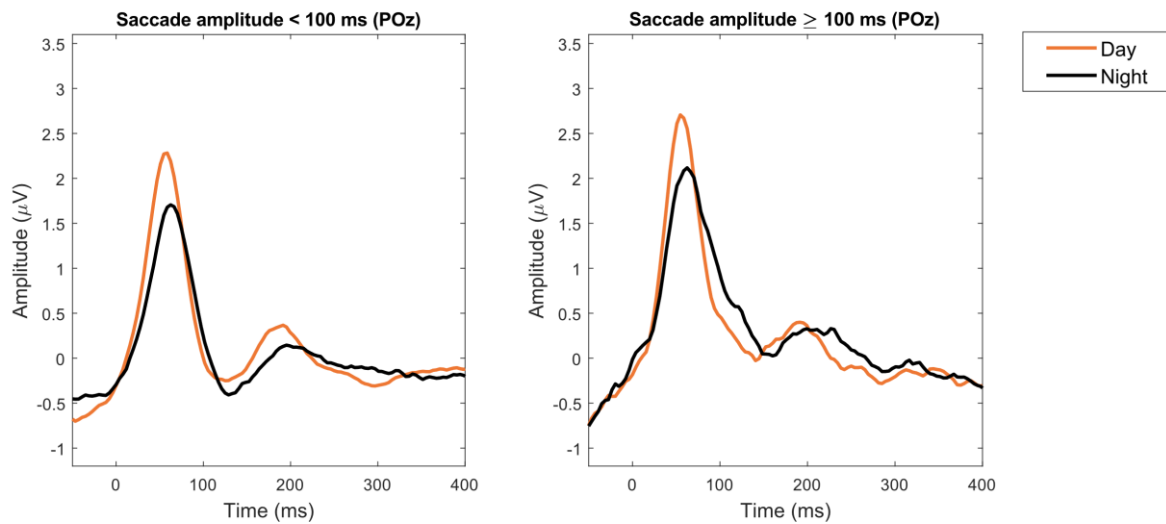 Saccade amplitude < 100 ms (POz)
3.5
3
2.5
2
1.5
1
0.5
0
-0.5
-1
Amplitude (μV)
0 100 200 300 400
Time (ms)
Saccade amplitude ≥ 100 ms (POz)
3.5
3
2.5
2
1.5
1
0.5
0
-0.5
-1
Amplitude (μV)
0 100 200 300 400
Time (ms)
Day
Night